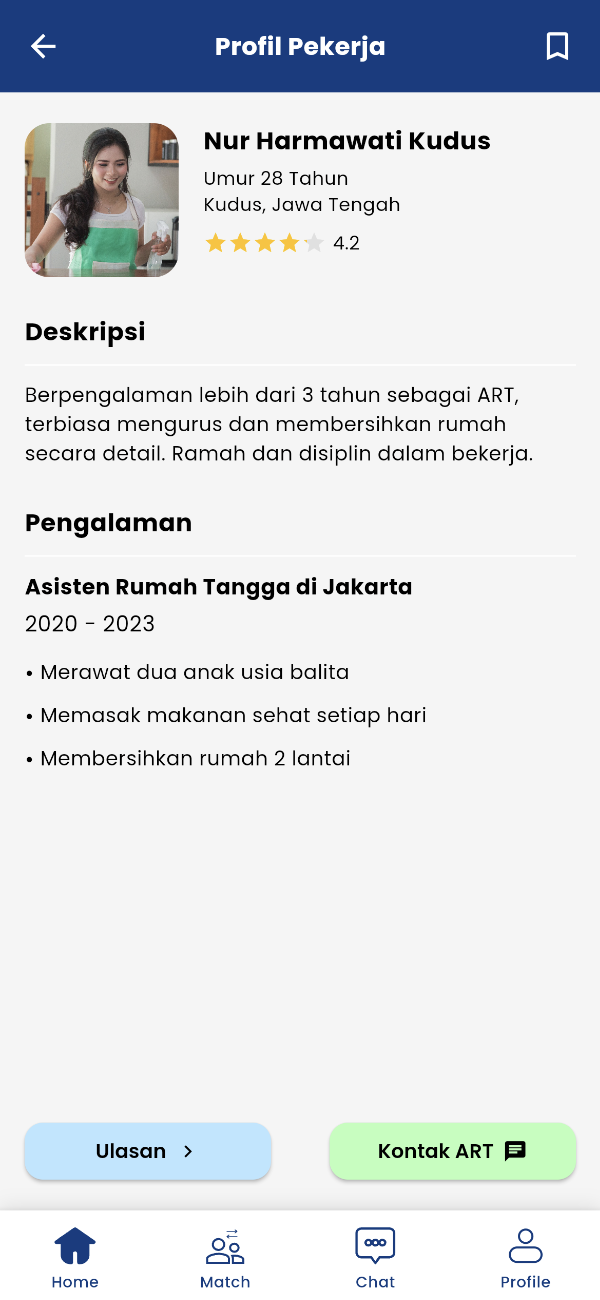 Profil Pekerja
Nur Harmawati Kudus
Umur 28 Tahun
Kudus, Jawa Tengah
4.2
Deskripsi
Berpengalaman lebih dari 3 tahun sebagai ART,
terbiasa mengurus dan membersihkan rumah
secara detail. Ramah dan disiplin dalam bekerja.
Pengalaman
Asisten Rumah Tangga di Jakarta
2020 - 2023
• Merawat dua anak usia balita
• Memasak makanan sehat setiap hari
• Membersihkan rumah 2 lantai
Ulasan
Kontak ART
Home
Match
Chat
Profile